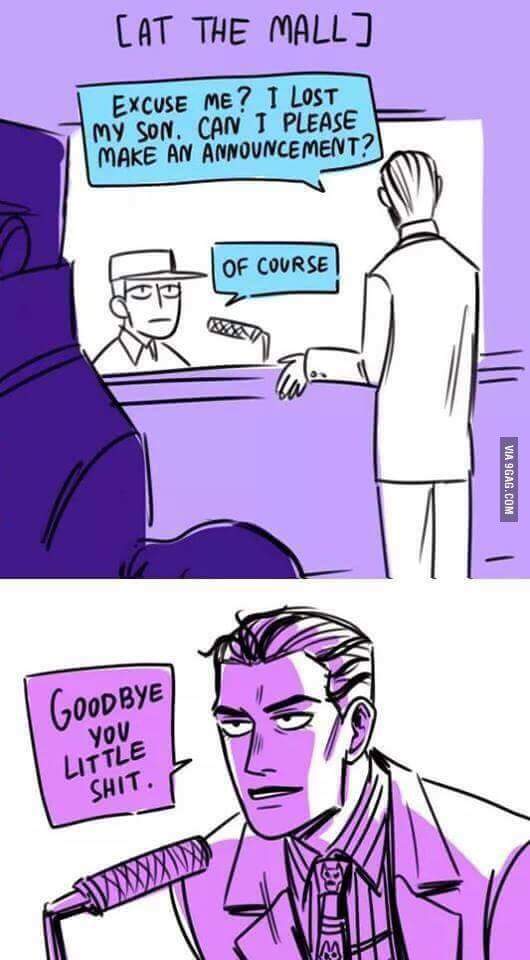 [AT THE MALL]
EXCUSE ME? I LOST
MY SON. CAN I PLEASE
MAKE AN ANNOUNCEMENT?
OF COURSE
VIA 9GAG.COM
GOODBYE
YOU
LITTLE
SHIT.